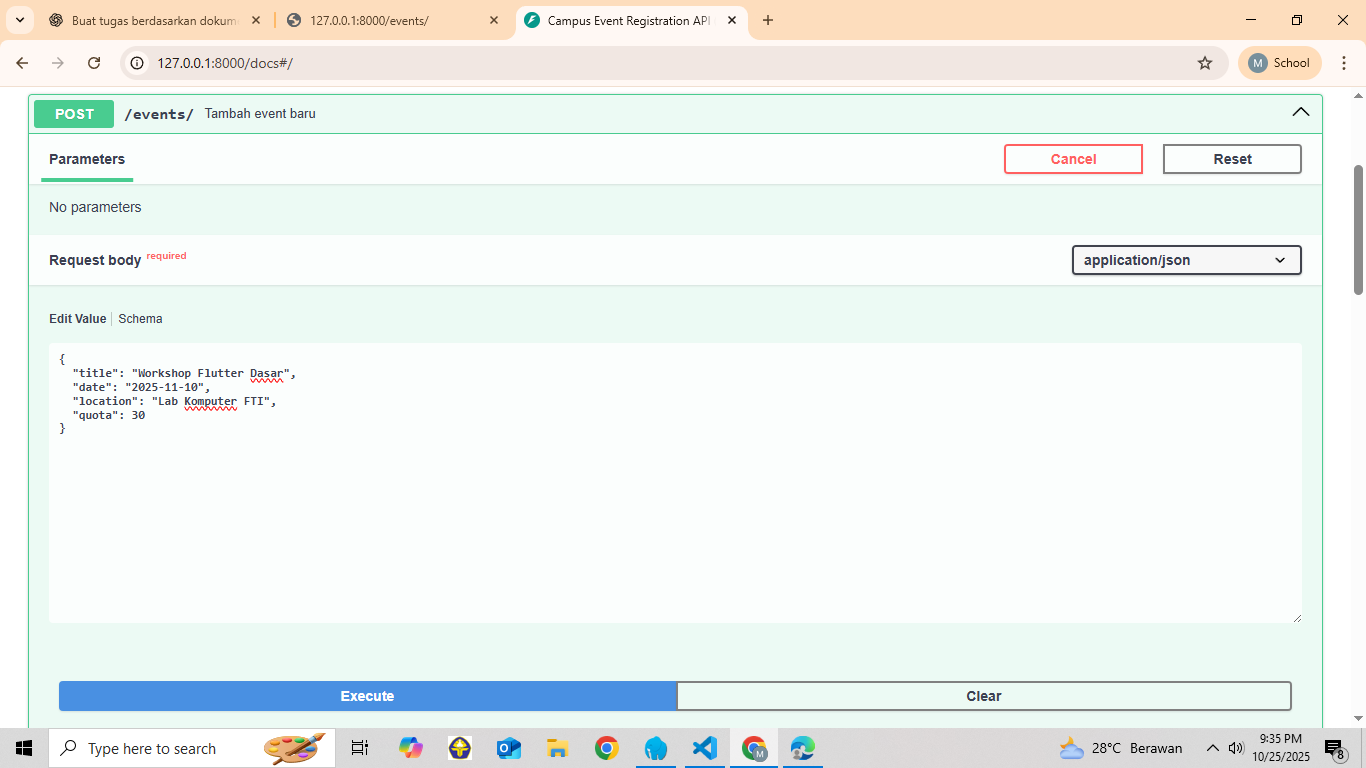 Buat tugas berdasarkan dokum
127.0.0.1:8000/events/
Campus Event Registration API
127.0.0.1:8000/docs#/
M School
POST /events/ Tambah event baru
Parameters Cancel Reset
No parameters
Request body required application/json
Edit Value Schema
{
"title": "Workshop Flutter Dasar",
"date": "2025-11-10",
"location": "Lab Komputer FTI",
"quota": 30
}
Execute Clear
Type here to search
M
28°C Berawan
9:35 PM
10/25/2025
8